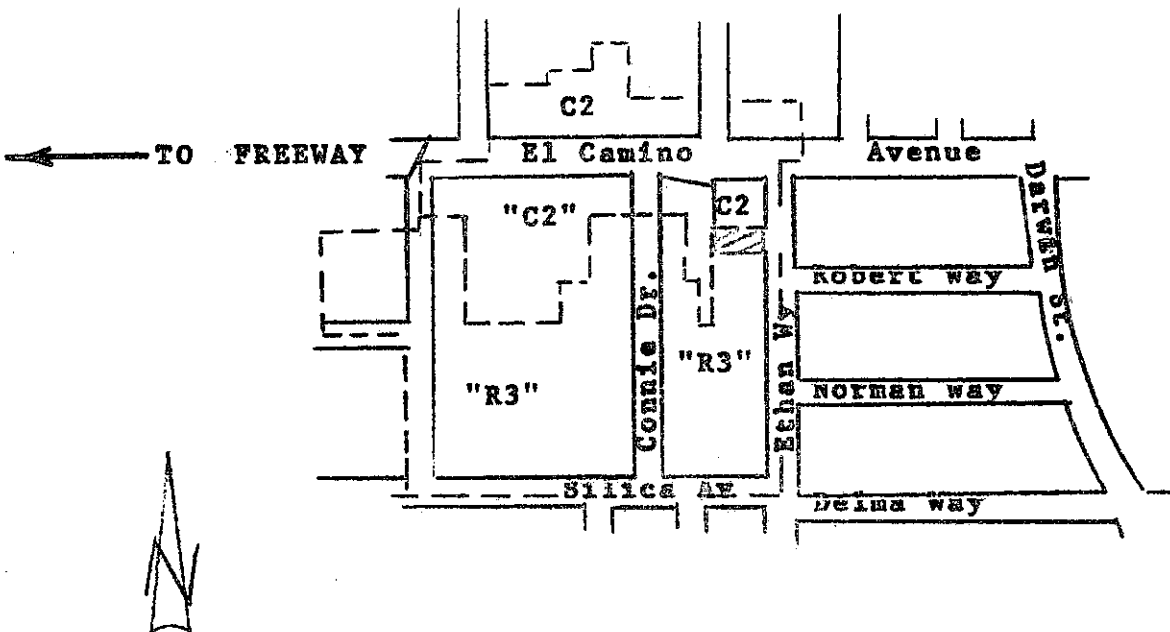 C2
TO FREEWAY
El Camino Avenue
"C2"
C2
Darwin St.
Robert Way
Connie Dr.
"R3"
Ethan Wy
"R3"
Norman Way
Silica Av.
Delma Way
N